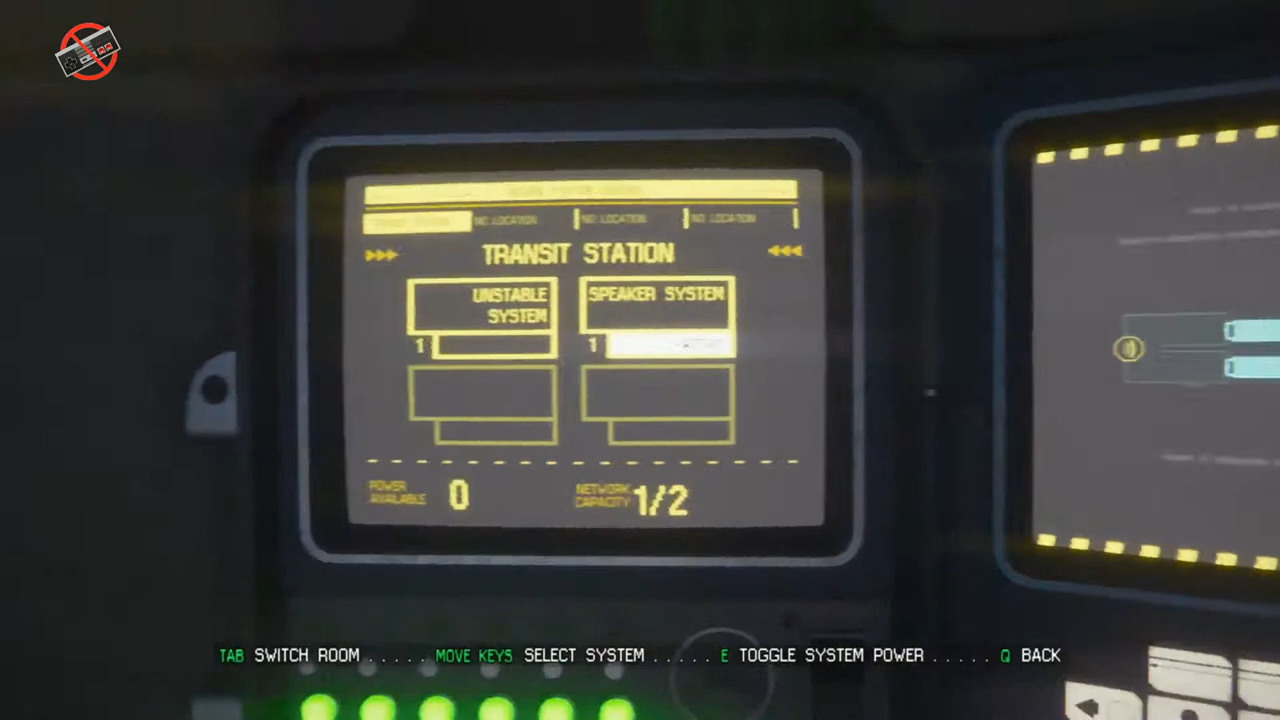 NO LOCATION NO LOCATION NO LOCATION
TRANSIT STATION
UNSTABLE SYSTEM
1
SPEAKER SYSTEM
1
POWER AVAILABLE 0
NETWORK CAPACITY 1/2
TAB SWITCH ROOM ..... MOVE KEYS SELECT SYSTEM ..... E TOGGLE SYSTEM POWER ..... Q BACK